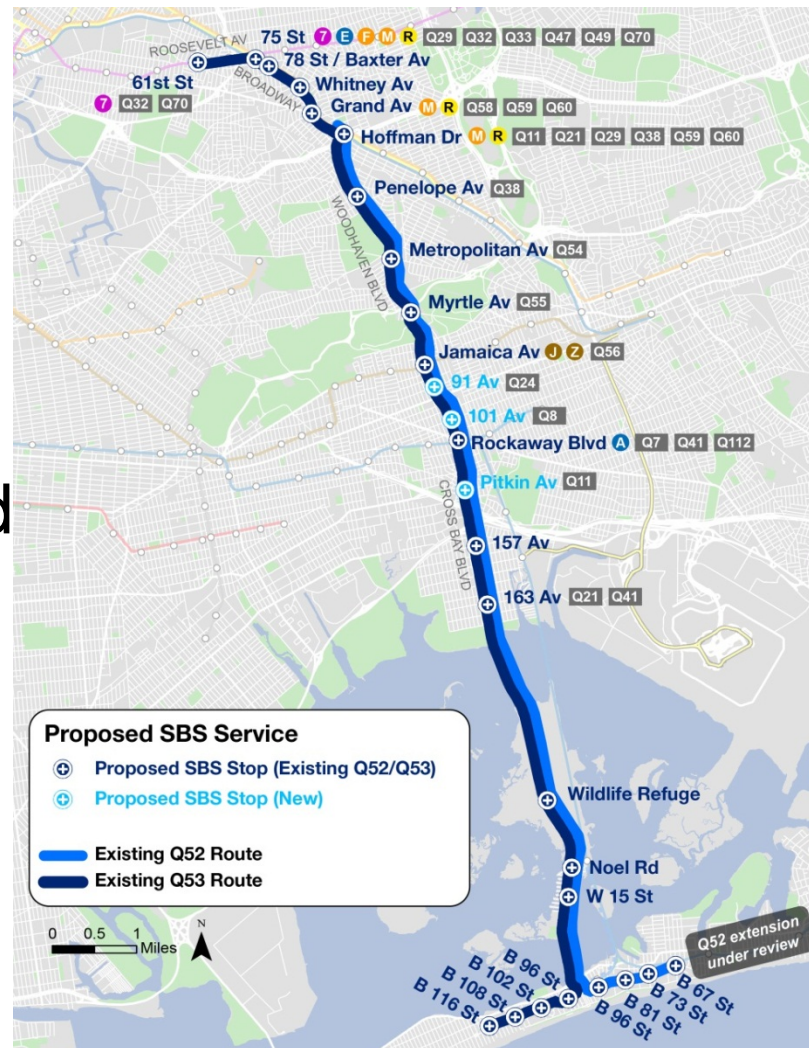 ROOSEVELT AV
75 St 7 E F M R Q29 Q32 Q33 Q47 Q49 Q70
78 St / Baxter Av
61st St
7 Q32 Q70
BROADWAY
Whitney Av
Grand Av M R Q58 Q59 Q60
Hoffman Dr M R Q11 Q21 Q29 Q38 Q59 Q60
Penelope Av Q38
WOODHAVEN BLVD
Metropolitan Av Q54
Myrtle Av Q55
Jamaica Av J Z Q56
91 Av Q24
101 Av Q8
Rockaway Blvd A Q7 Q41 Q112
d
Pitkin Av Q11
CROSS BAY BLVD
157 Av
163 Av Q21 Q41
Proposed SBS Service
Proposed SBS Stop (Existing Q52/Q53)
Proposed SBS Stop (New)
Existing Q52 Route
Existing Q53 Route
Wildlife Refuge
Noel Rd
W 15 St
N
0 0.5 1
Miles
Q52 extension
under review
B 96 St
B 102 St
B 108 St
B 116 St
B 67 St
B 73 St
B 81 St
B 96 St